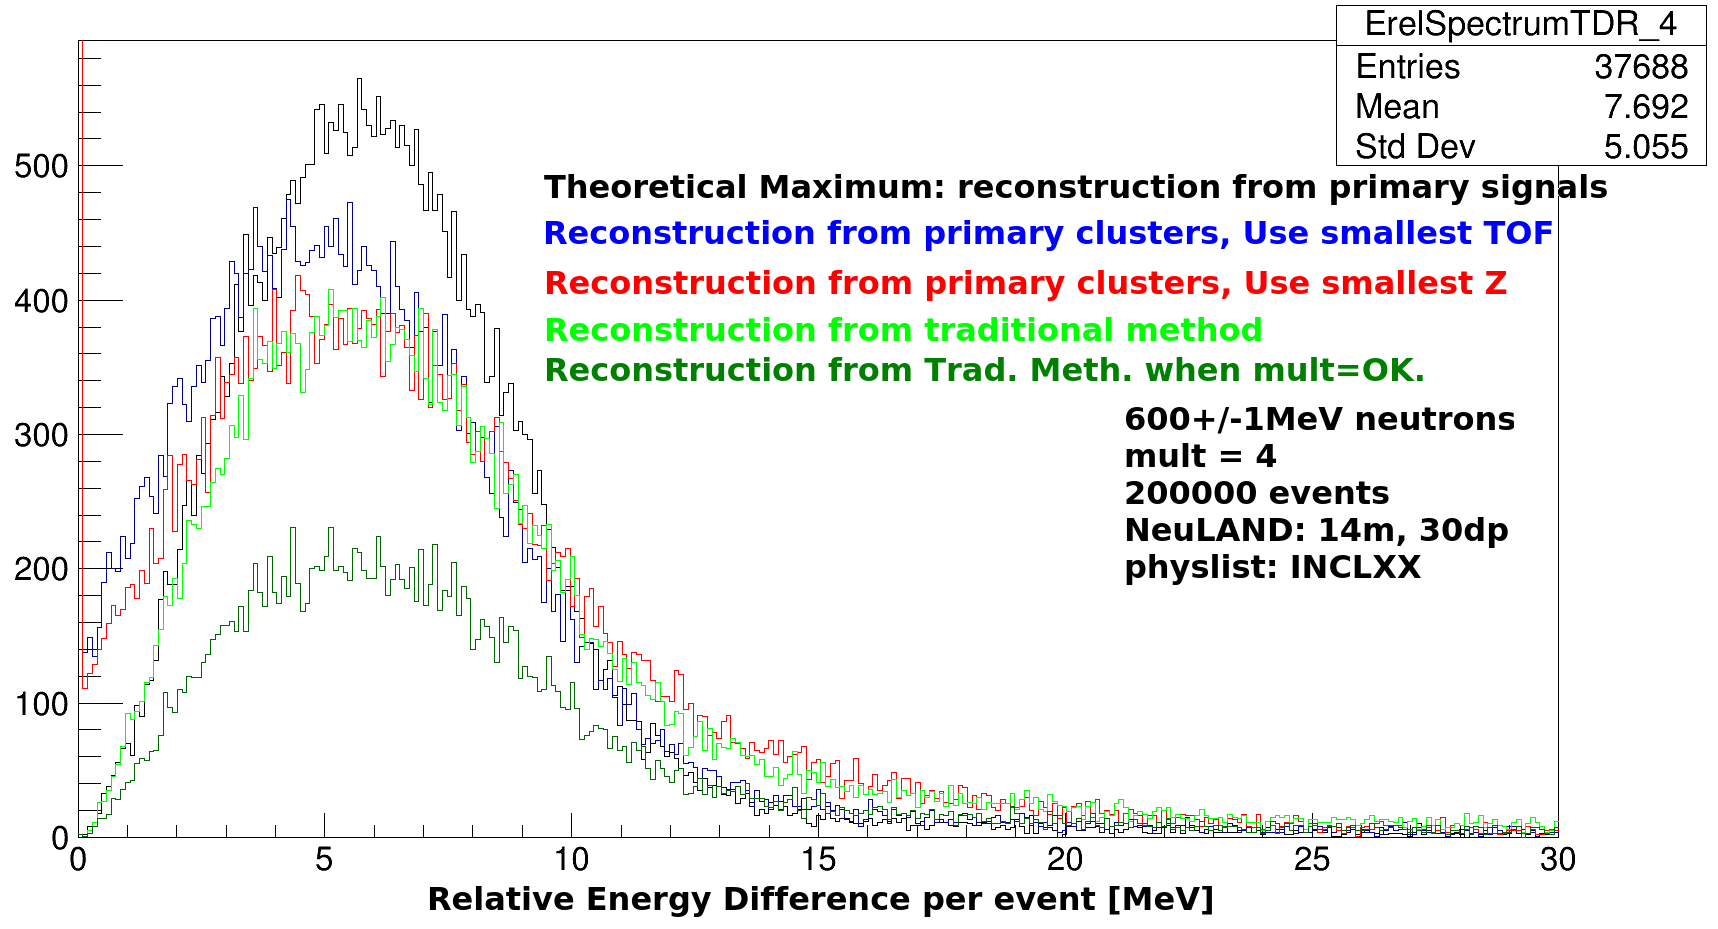 ErelSpectrumTDR_4
Entries 37688
Mean 7.692
Std Dev 5.055
Theoretical Maximum: reconstruction from primary signals
Reconstruction from primary clusters, Use smallest TOF
Reconstruction from primary clusters, Use smallest Z
Reconstruction from traditional method
Reconstruction from Trad. Meth. when mult=OK.
600+/-1MeV neutrons
mult = 4
200000 events
NeuLAND: 14m, 30dp
physlist: INCLXX
500
400
300
200
100
0
0 5 10 15 20 25 30
Relative Energy Difference per event [MeV]